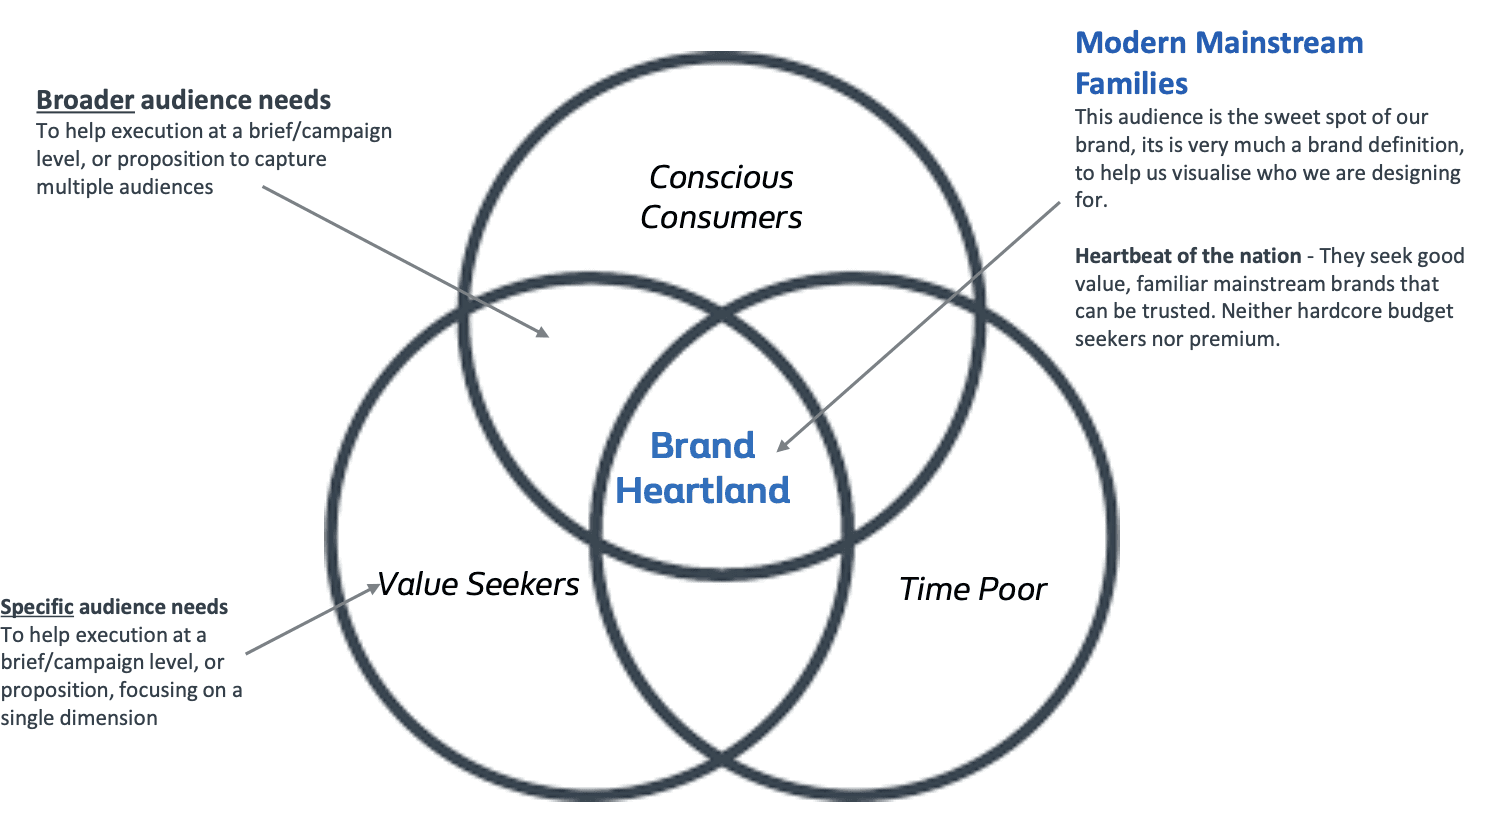 Broader audience needs
To help execution at a brief/campaign
level, or proposition to capture
multiple audiences
Modern Mainstream
Families
This audience is the sweet spot of our
brand, its is very much a brand definition,
to help us visualise who we are designing
for.
Heartbeat of the nation - They seek good
value, familiar mainstream brands that
can be trusted. Neither hardcore budget
seekers nor premium.
Conscious
Consumers
Brand
Heartland
Value Seekers
Time Poor
Specific audience needs
To help execution at a
brief/campaign level, or
proposition, focusing on a
single dimension